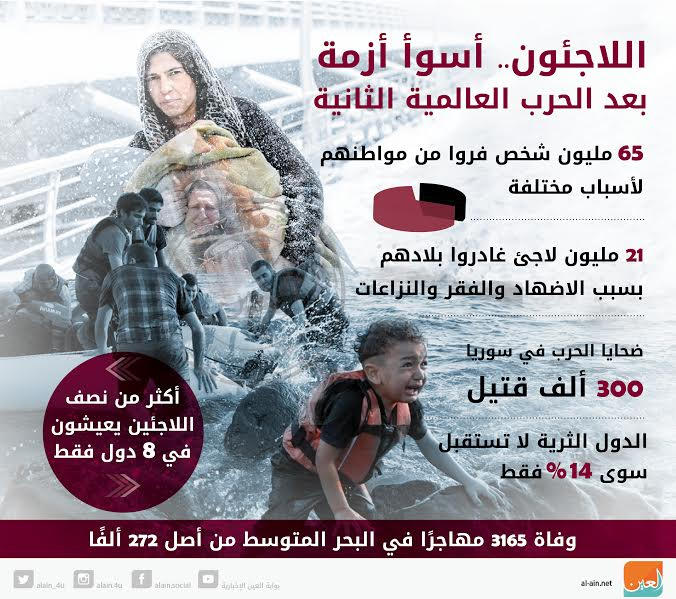 اللاجئون.. أسوأ أزمة
بعد الحرب العالمية الثانية
65 مليون شخص فروا من مواطنهم
لأسباب مختلفة
21 مليون لاجئ غادروا بلادهم
بسبب الاضهاد والفقر والنزاعات
ضحايا الحرب في سوريا
300 ألف قتيل
الدول الثرية لا تستقبل
سوى 14% فقط
أكثر من نصف
اللاجئين يعيشون
في 8 دول فقط
وفاة 3165 مهاجرًا في البحر المتوسط من أصل 272 ألفًا
alain_4u
alain.4u
alain.social
بوابة العين الإخبارية
al-ain.net
العين